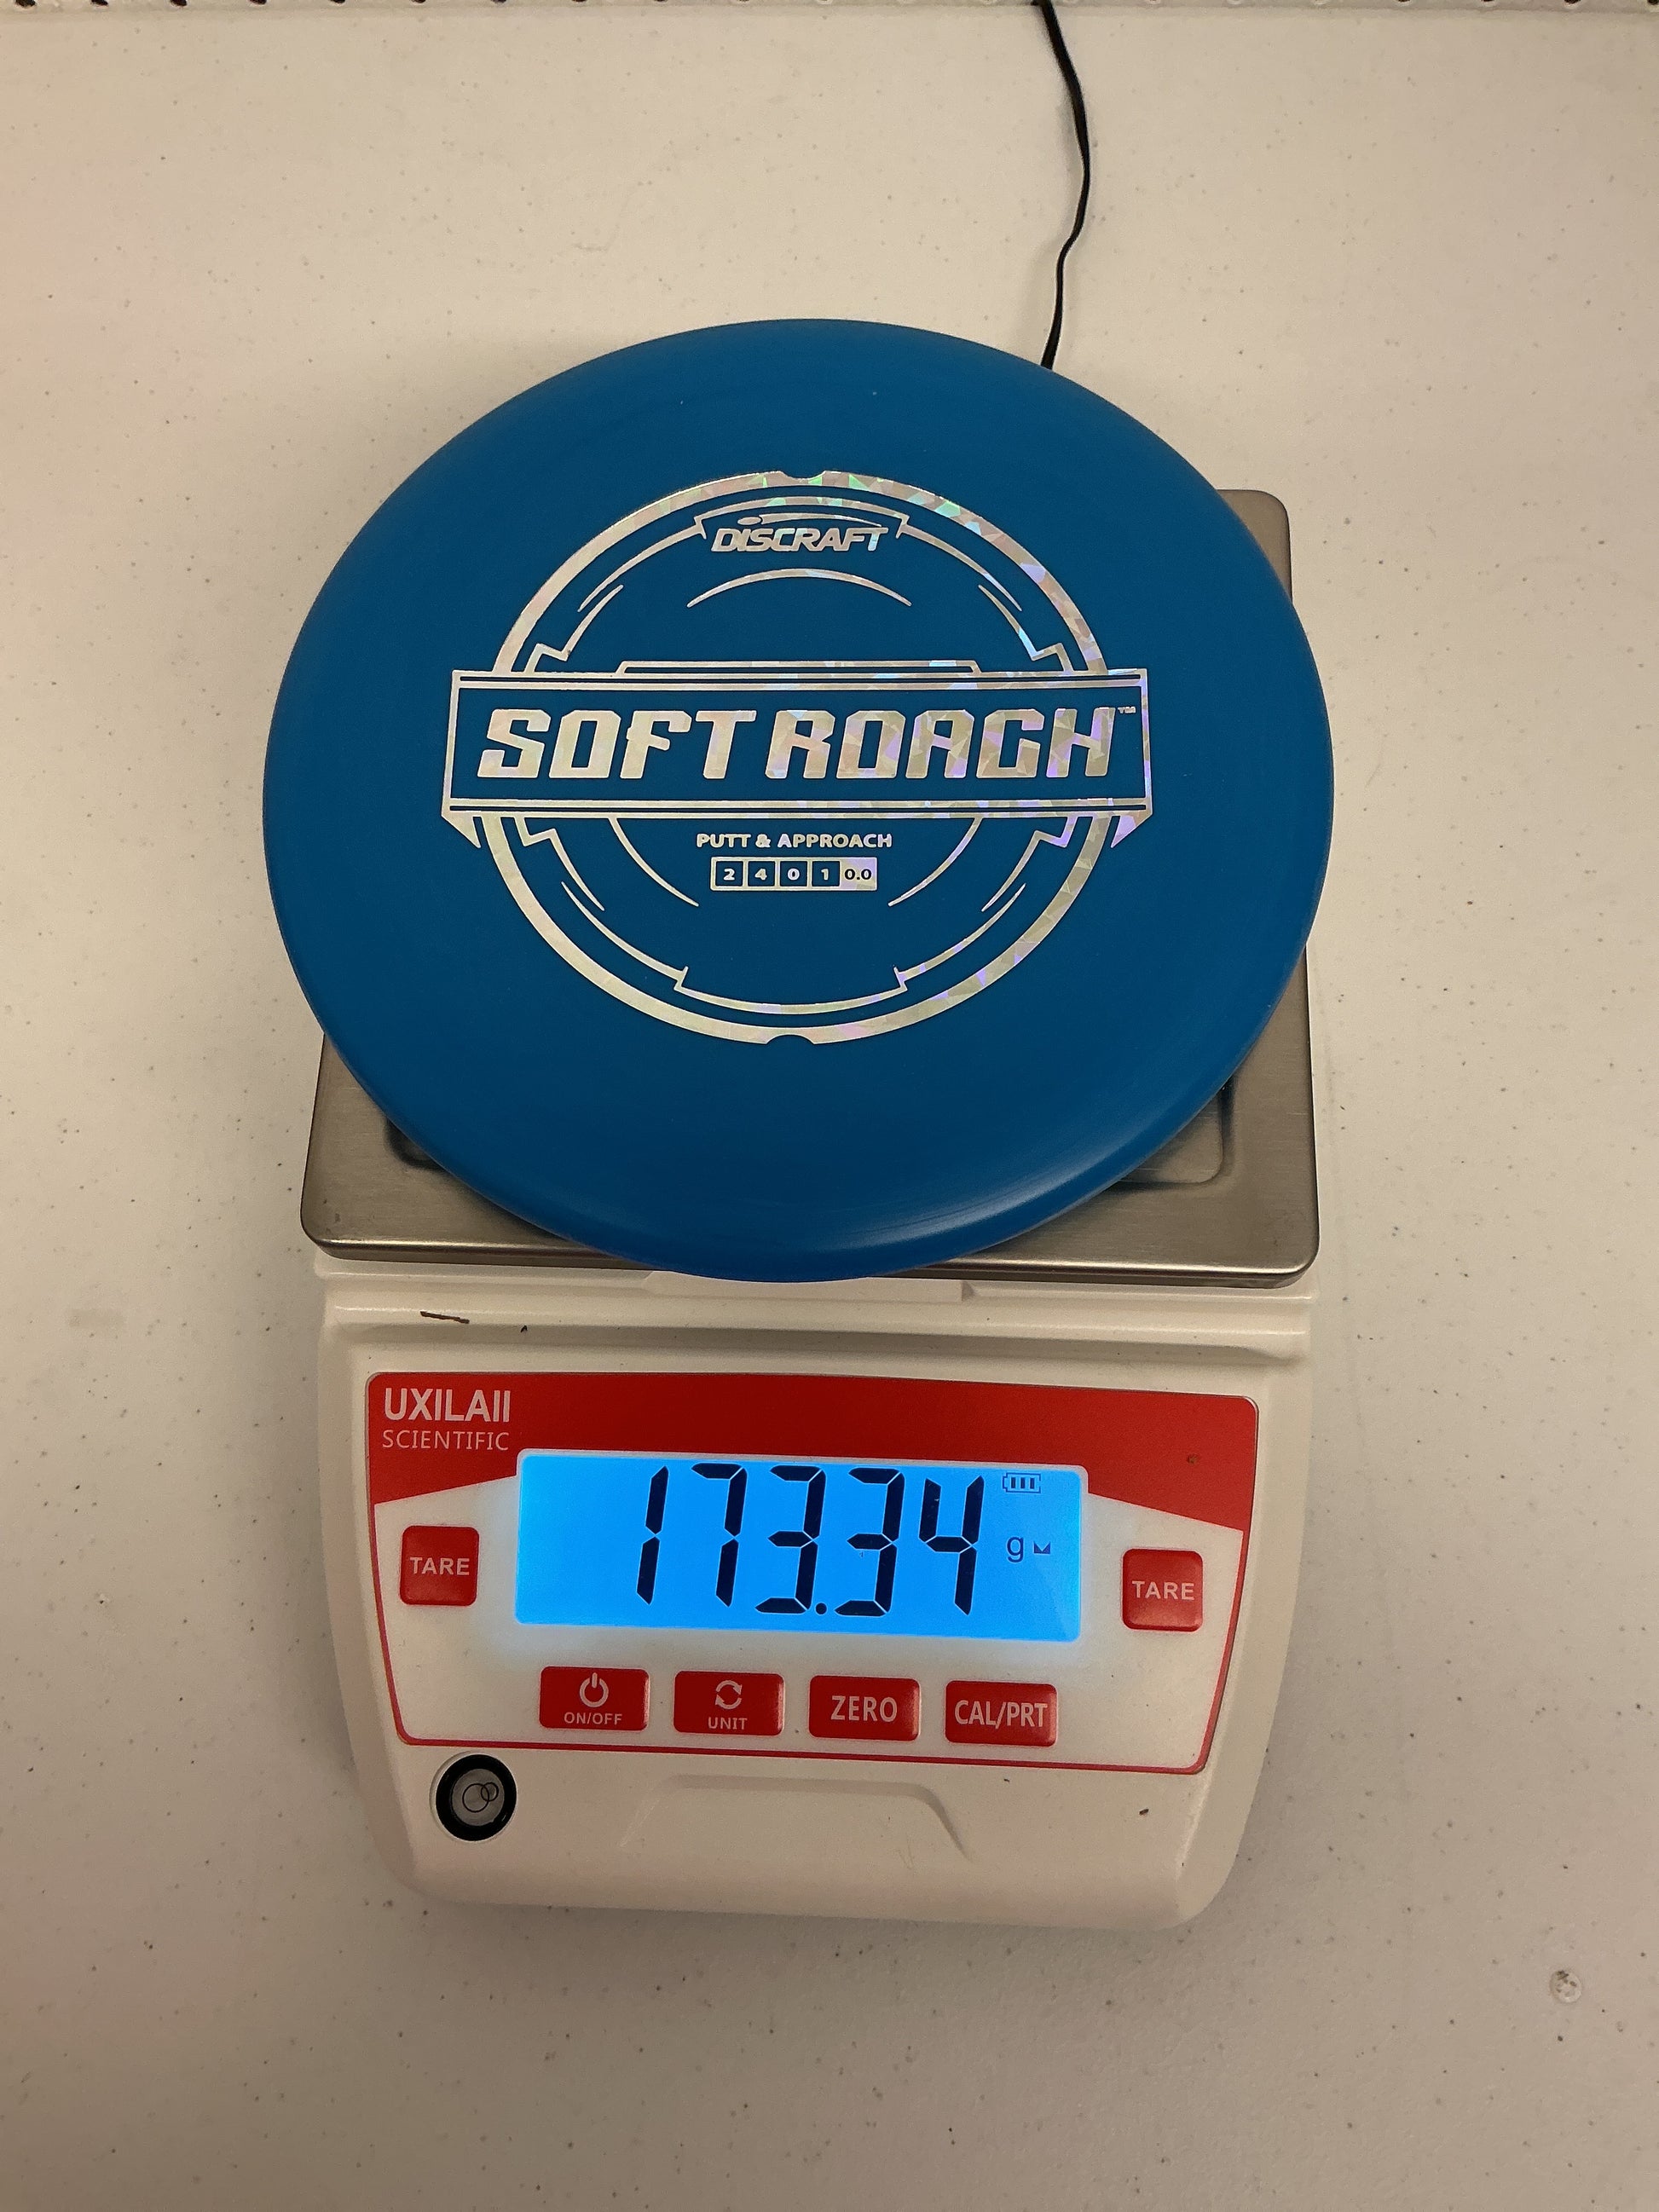 DISCRAFT
SOFT ROACH™
PUTT & APPROACH
2 4 0 1 0.0
UXILAII
SCIENTIFIC
173.34 g
TARE
TARE
ON/OFF
UNIT
ZERO
CAL/PRT